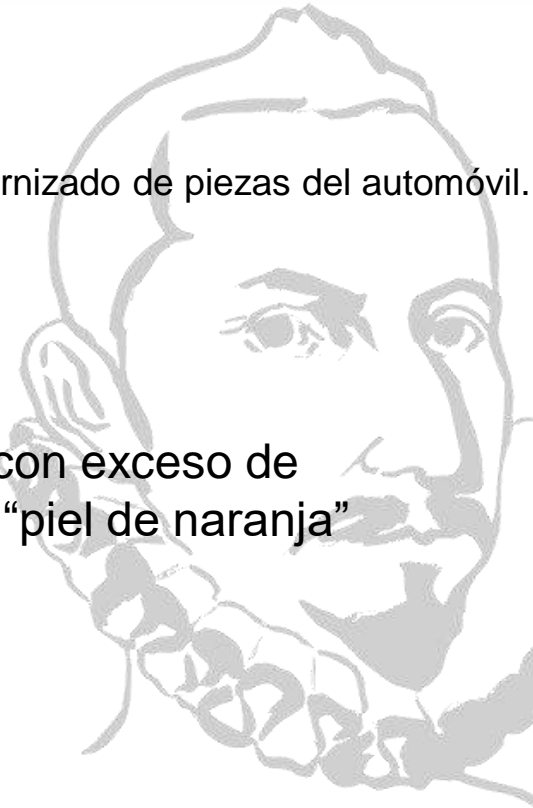 rnizado de piezas del automóvil.
con exceso de
“piel de naranja”